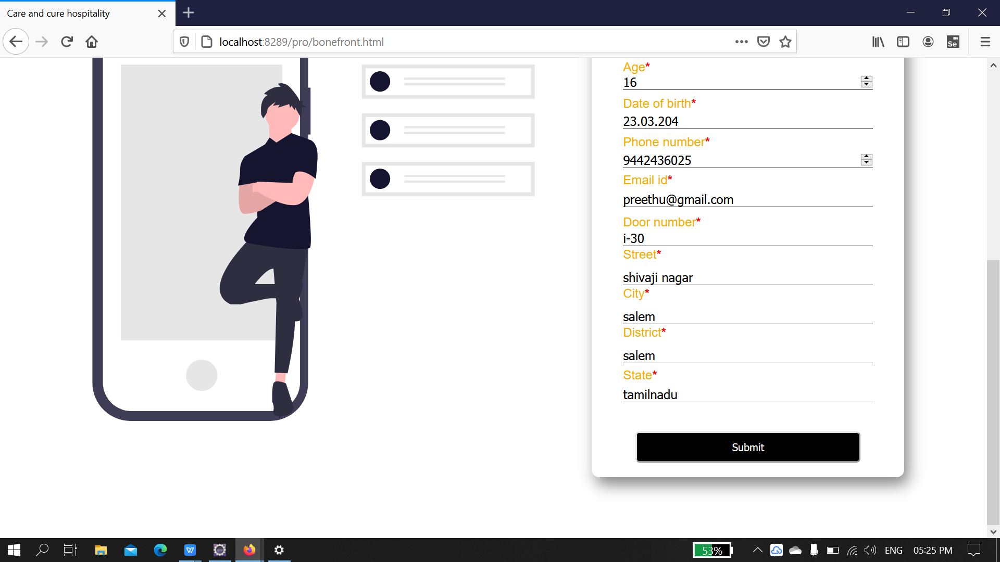 Care and cure hospitality
localhost:8289/pro/bonefront.html
Se
Age*
16
Date of birth*
23.03.204
Phone number*
9442436025
Email id*
preethu@gmail.com
Door number*
i-30
Street*
shivaji nagar
City*
salem
District*
salem
State*
tamilnadu
Submit
W
53%
ENG
05:25 PM